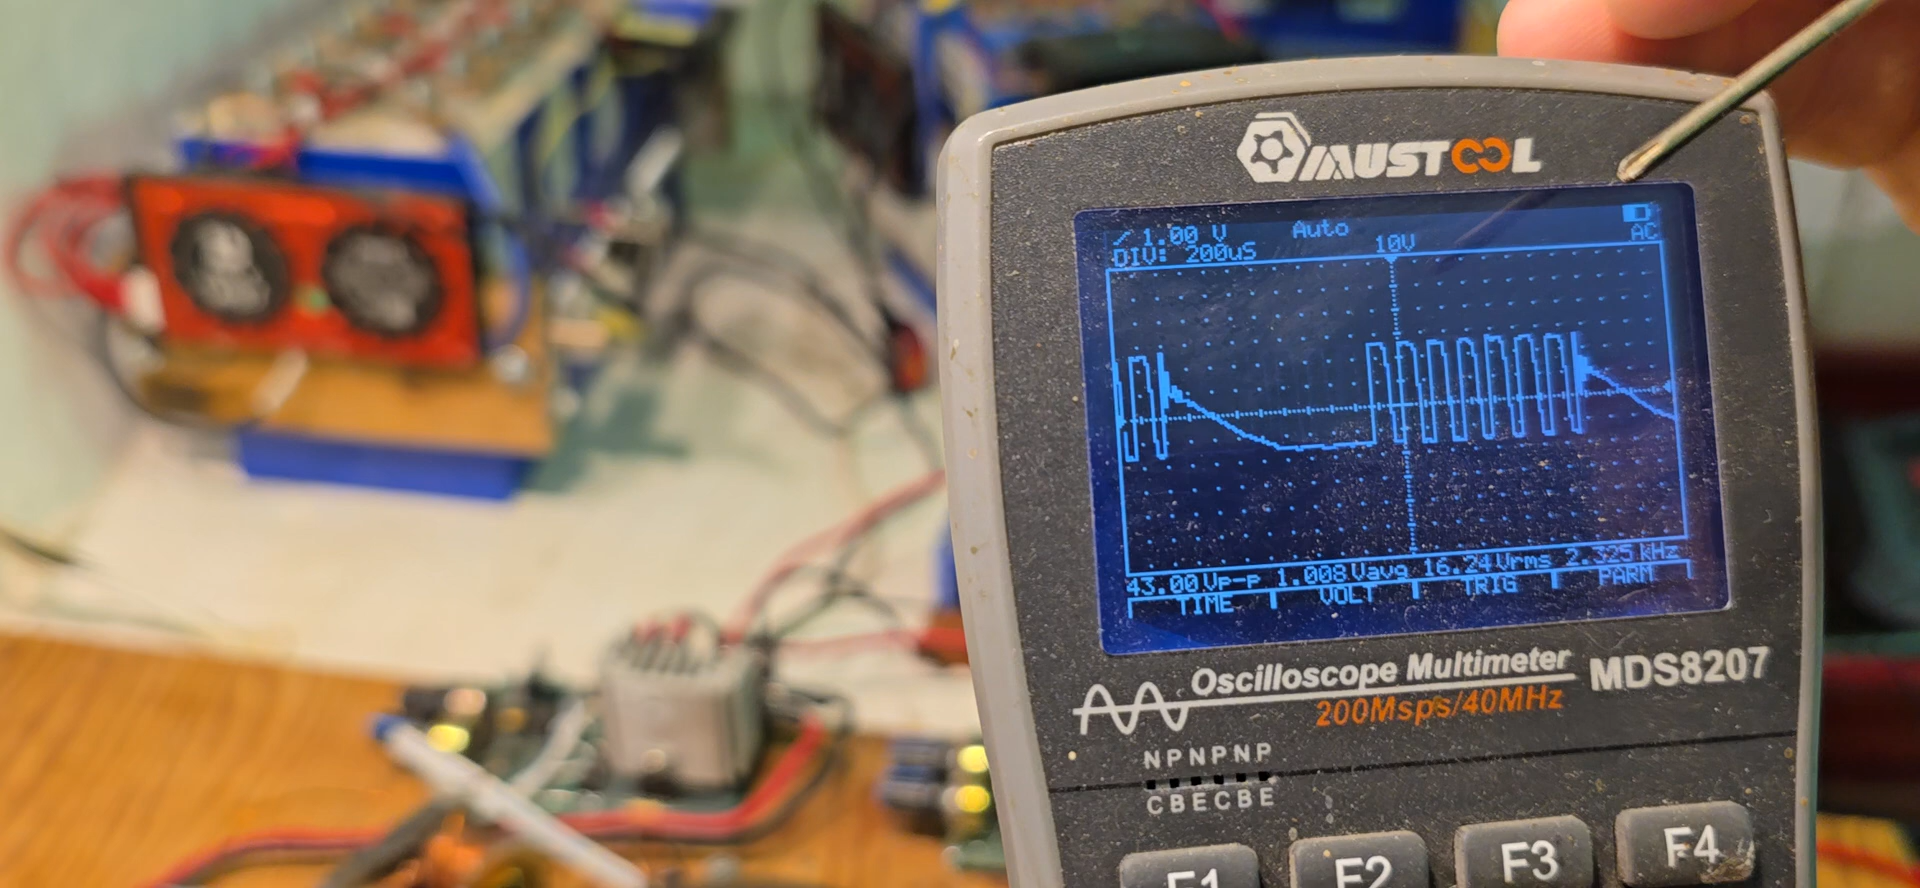 MUSTOOL
1.00 V Auto
DIV: 200uS 10V AC
43.00Vp-p 1.008Vavg 16.24Vrms 2.325kHz
TIME VOLT TRIG PARM
Oscilloscope Multimeter MDS8207
200Msps/40MHz
NPNPNP
CBECBE
F1 F2 F3 F4